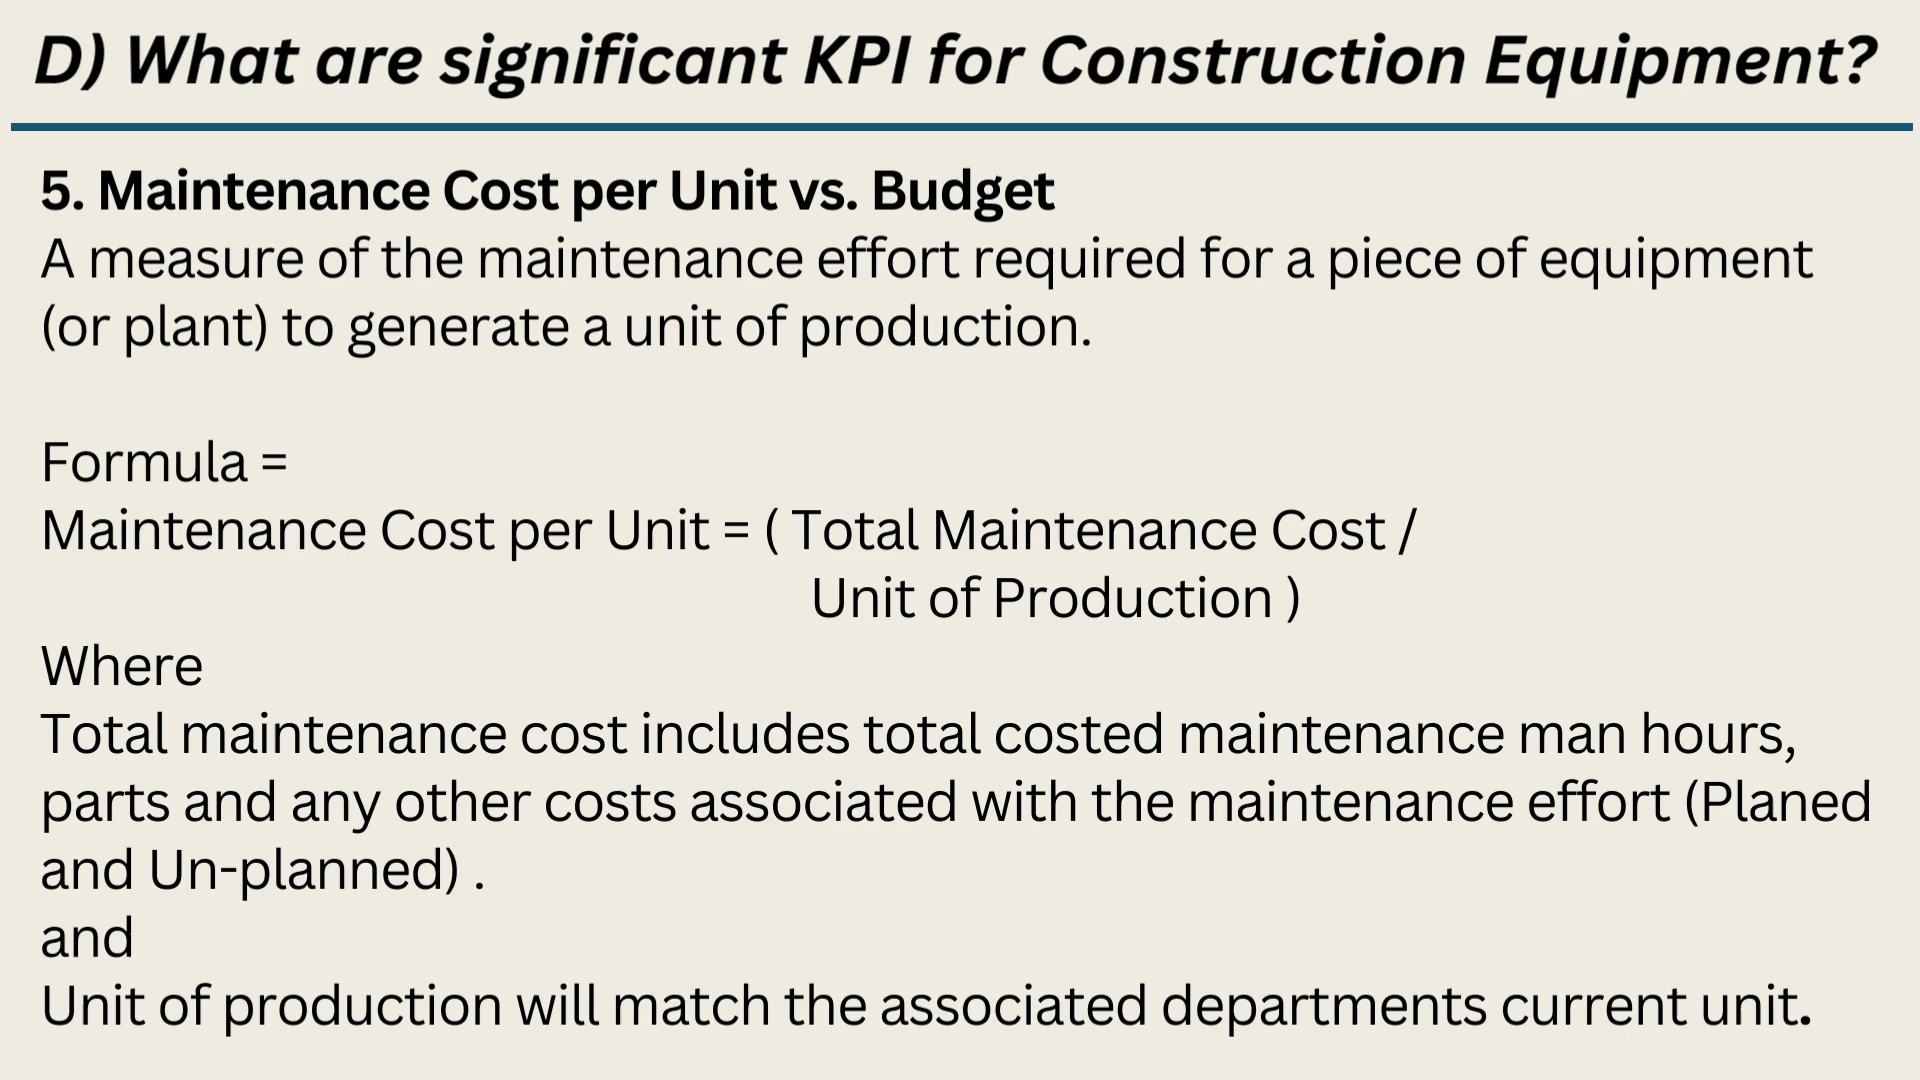 D) What are significant KPI for Construction Equipment?
5. Maintenance Cost per Unit vs. Budget
A measure of the maintenance effort required for a piece of equipment
(or plant) to generate a unit of production.
Formula =
Maintenance Cost per Unit = ( Total Maintenance Cost /
Unit of Production )
Where
Total maintenance cost includes total costed maintenance man hours,
parts and any other costs associated with the maintenance effort (Planed
and Un-planned) .
and
Unit of production will match the associated departments current unit.